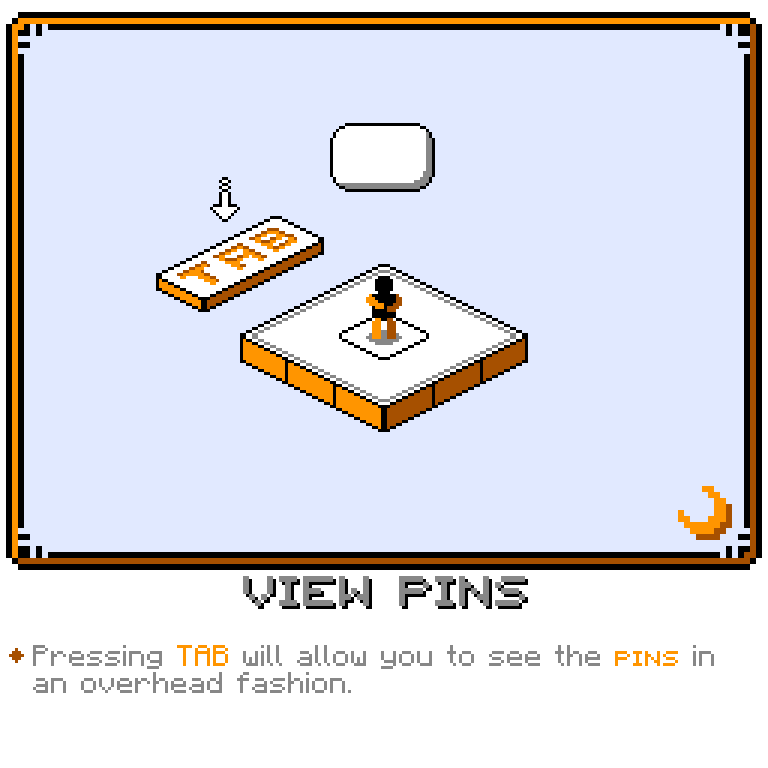 TAB
VIEW PINS
Pressing TAB will allow you to see the PINS in
an overhead fashion.